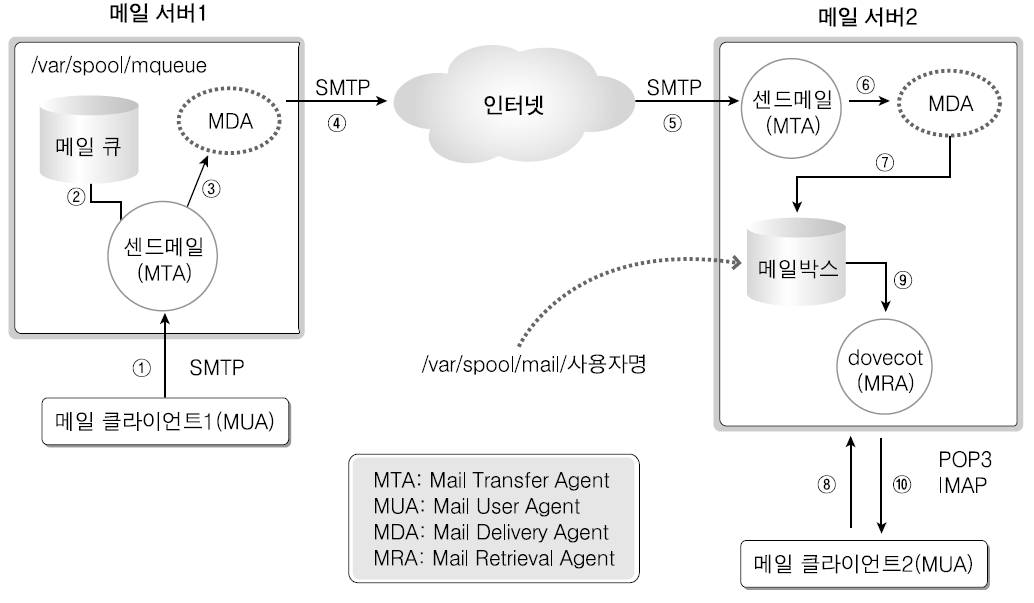 메일 서버1
/var/spool/mqueue
메일 큐
MDA
②
③
센드메일
(MTA)
①
SMTP
메일 클라이언트1(MUA)
SMTP
④
인터넷
SMTP
⑤
메일 서버2
센드메일
(MTA)
⑥
MDA
⑦
메일박스
⑨
/var/spool/mail/사용자명
dovecot
(MRA)
⑧
⑩
POP3
IMAP
메일 클라이언트2(MUA)
MTA: Mail Transfer Agent
MUA: Mail User Agent
MDA: Mail Delivery Agent
MRA: Mail Retrieval Agent